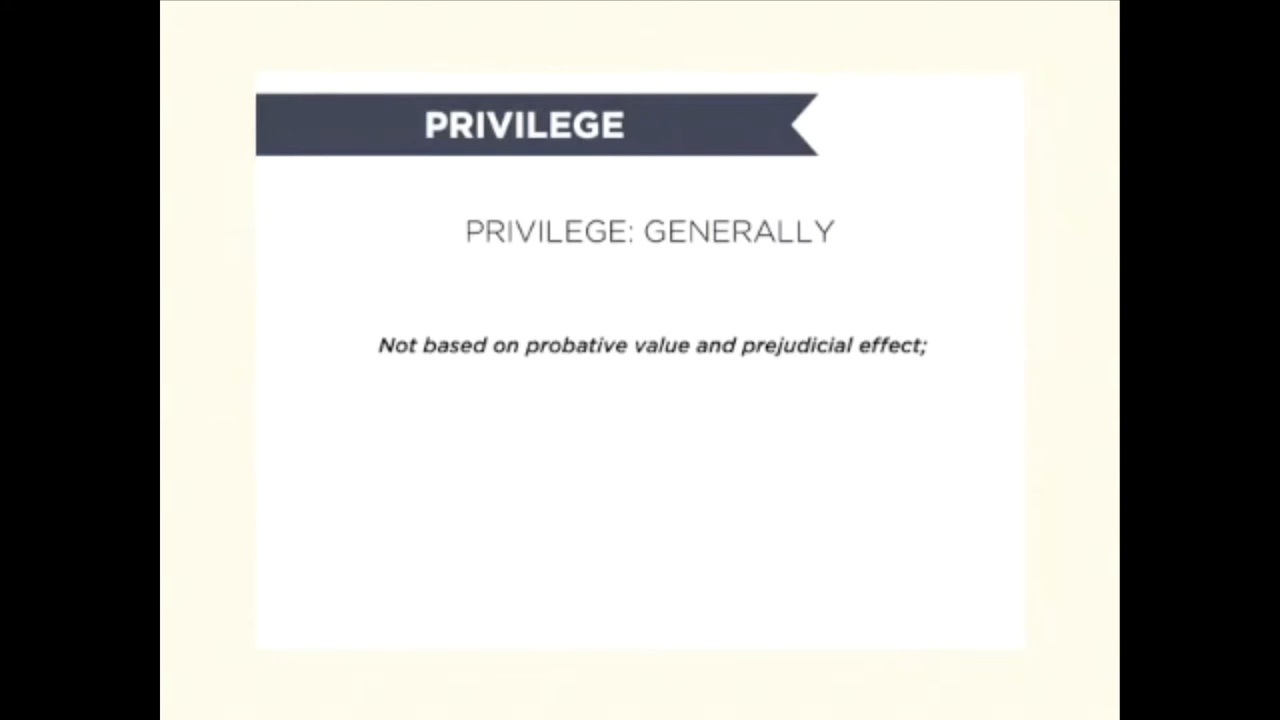 PRIVILEGE
PRIVILEGE: GENERALLY
Not based on probative value and prejudicial effect;